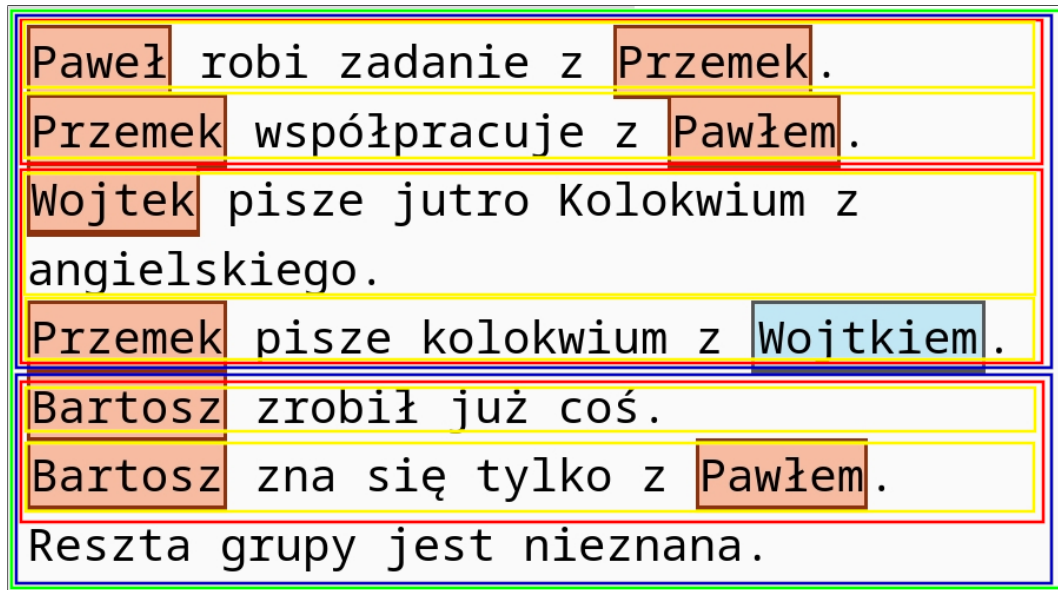 Paweł robi zadanie z Przemek.
Przemek współpracuje z Pawłem.
Wojtek pisze jutro Kolokwium z
angielskiego.
Przemek pisze kolokwium z Wojtkiem.
Bartosz zrobił już coś.
Bartosz zna się tylko z Pawłem.
Reszta grupy jest nieznana.